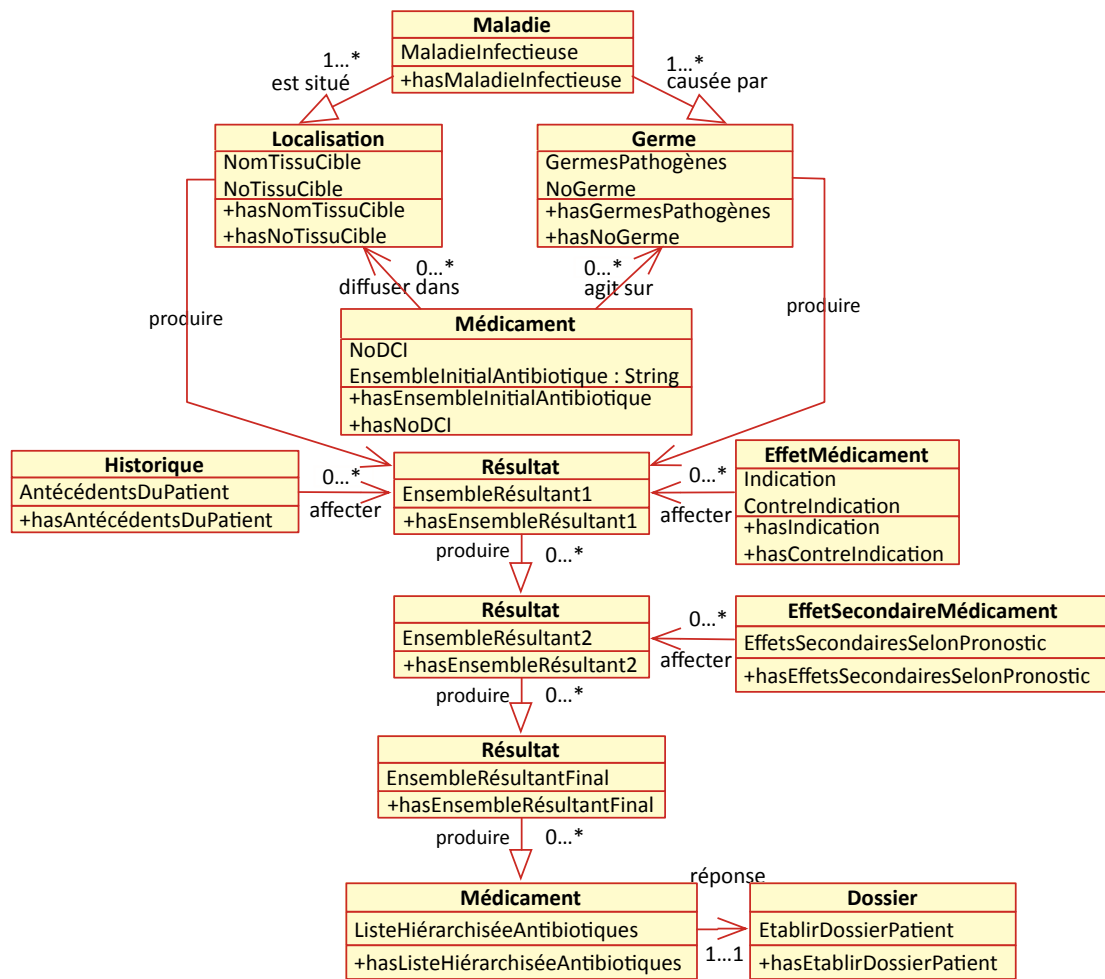 Maladie
MaladieInfectieuse
+hasMaladieInfectieuse
1...*
est situé
1...*
causée par
Localisation
NomTissuCible
NoTissuCible
+hasNomTissuCible
+hasNoTissuCible
Germe
GermesPathogènes
NoGerme
+hasGermesPathogènes
+hasNoGerme
0...*
diffuser dans
0...*
agit sur
produire
produire
Médicament
NoDCI
EnsembleInitialAntibiotique : String
+hasEnsembleInitialAntibiotique
+hasNoDCI
Historique
AntécédentsDuPatient
+hasAntécédentsDuPatient
0...*
affecter
Résultat
EnsembleRésultant1
+hasEnsembleRésultant1
0...*
affecter
EffetMédicament
Indication
ContreIndication
+hasIndication
+hasContreIndication
produire
0...*
Résultat
EnsembleRésultant2
+hasEnsembleRésultant2
0...*
affecter
EffetSecondaireMédicament
EffetsSecondairesSelonPronostic
+hasEffetsSecondairesSelonPronostic
produire
0...*
Résultat
EnsembleRésultantFinal
+hasEnsembleRésultantFinal
produire
0...*
Médicament
ListeHiérarchiséeAntibiotiques
+hasListeHiérarchiséeAntibiotiques
réponse
1...1
Dossier
EtablirDossierPatient
+hasEtablirDossierPatient